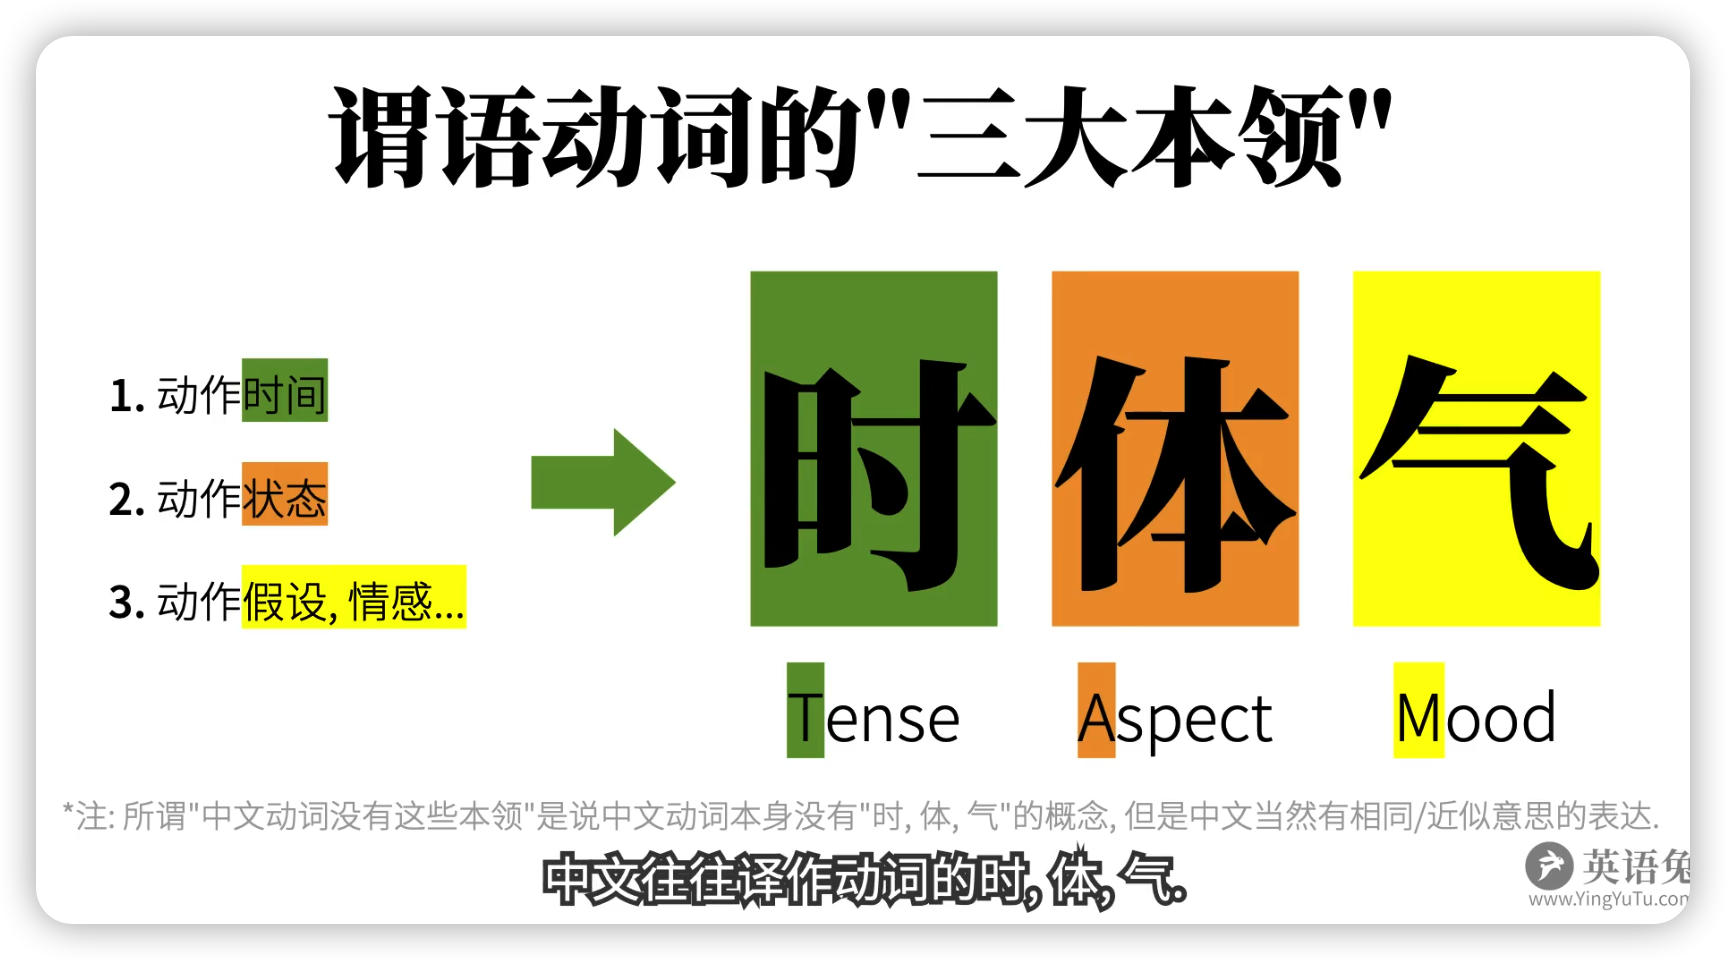 谓语动词的"三大本领"
1. 动作时间
2. 动作状态
3. 动作假设, 情感...
时 体 气
Tense Aspect Mood
*注: 所谓"中文动词没有这些本领"是说中文动词本身没有"时, 体, 气"的概念, 但是中文当然有相同/近似意思的表达.
中文往往译作动词的时, 体, 气.
英语兔
www.YingYuTu.com